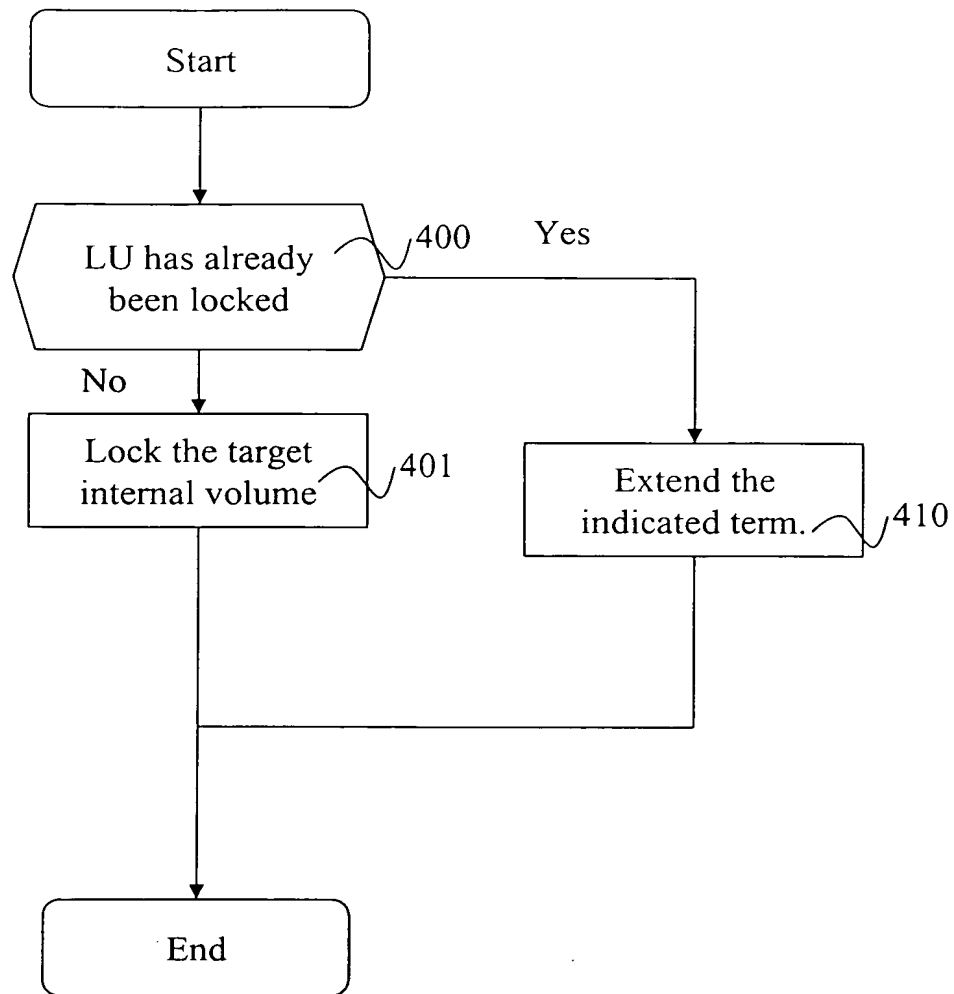 Start
LU has already
been locked
400
Yes
No
Lock the target
internal volume
401
Extend the
indicated term.
410
End